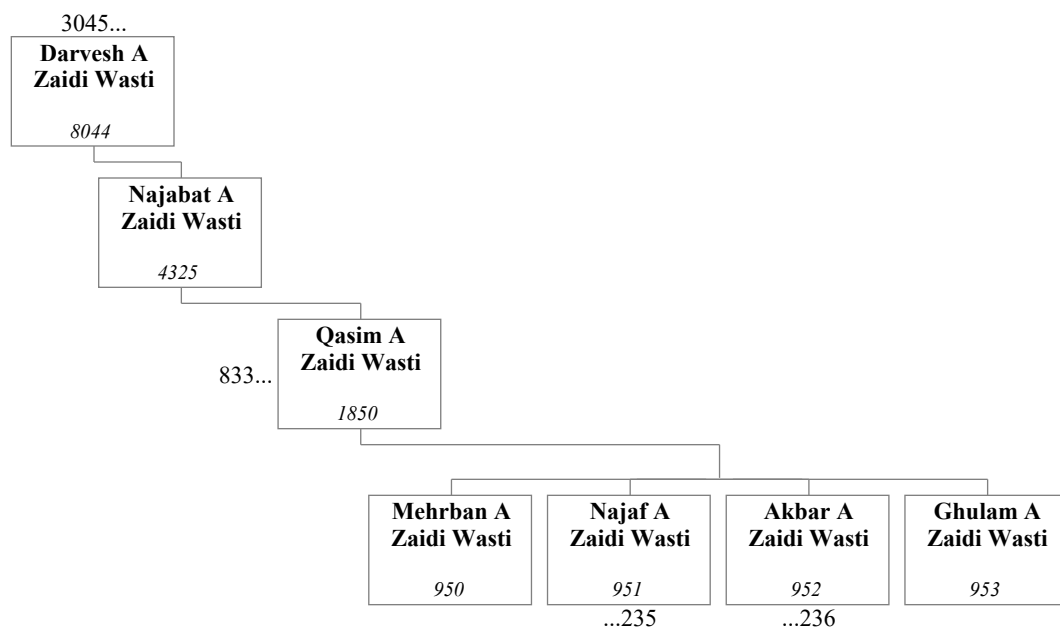 3045...
Darvesh A
Zaidi Wasti
8044
Najabat A
Zaidi Wasti
4325
Qasim A
Zaidi Wasti
833...
1850
Mehrban A
Zaidi Wasti
950
Najaf A
Zaidi Wasti
951
...235
Akbar A
Zaidi Wasti
952
...236
Ghulam A
Zaidi Wasti
953